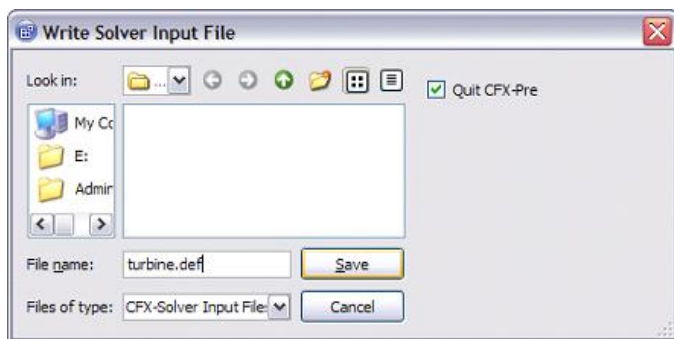 Write Solver Input File
Look in:
...
Quit CFX-Pre
My Co
E:
Admir
File name:
turbine.def
Save
Files of type:
CFX-Solver Input File:
Cancel